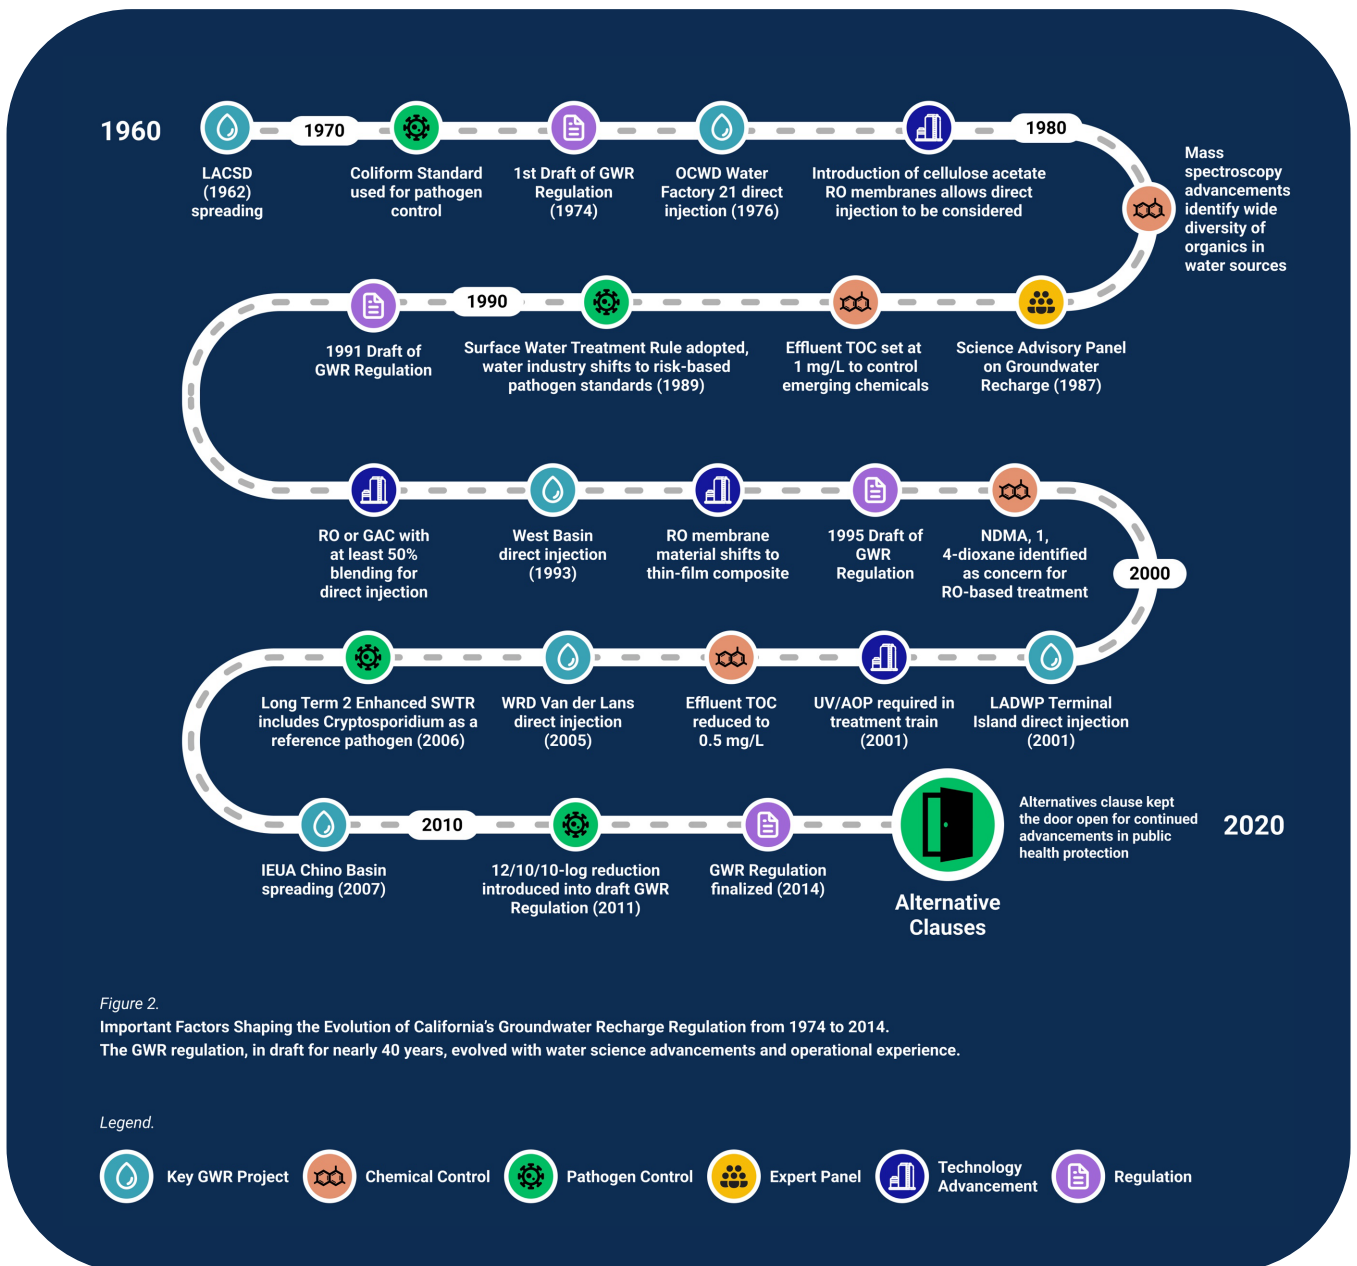 1960
1970
1980
LACSD
(1962)
spreading
Coliform Standard
used for pathogen
control
1st Draft of GWR
Regulation
(1974)
OCWD Water
Factory 21 direct
injection (1976)
Introduction of cellulose acetate
RO membranes allows direct
injection to be considered
Mass
spectroscopy
advancements
identify wide
diversity of
organics in
water sources
1990
1991 Draft of
GWR Regulation
Surface Water Treatment Rule adopted,
water industry shifts to risk-based
pathogen standards (1989)
Effluent TOC set at
1 mg/L to control
emerging chemicals
Science Advisory Panel
on Groundwater
Recharge (1987)
RO or GAC with
at least 50%
blending for
direct injection
West Basin
direct injection
(1993)
RO membrane
material shifts to
thin-film composite
1995 Draft of
GWR
Regulation
NDMA, 1,
4-dioxane identified
as concern for
RO-based treatment
2000
Long Term 2 Enhanced SWTR
includes Cryptosporidium as a
reference pathogen (2006)
WRD Van der Lans
direct injection
(2005)
Effluent TOC
reduced to
0.5 mg/L
UV/AOP required in
treatment train
(2001)
LADWP Terminal
Island direct injection
(2001)
2010
IEUA Chino Basin
spreading (2007)
12/10/10-log reduction
introduced into draft GWR
Regulation (2011)
GWR Regulation
finalized (2014)
Alternative
Clauses
Alternatives clause kept
the door open for continued
advancements in public
health protection
2020
Figure 2.
Important Factors Shaping the Evolution of California's Groundwater Recharge Regulation from 1974 to 2014.
The GWR regulation, in draft for nearly 40 years, evolved with water science advancements and operational experience.
Legend.
Key GWR Project
Chemical Control
Pathogen Control
Expert Panel
Technology
Advancement
Regulation